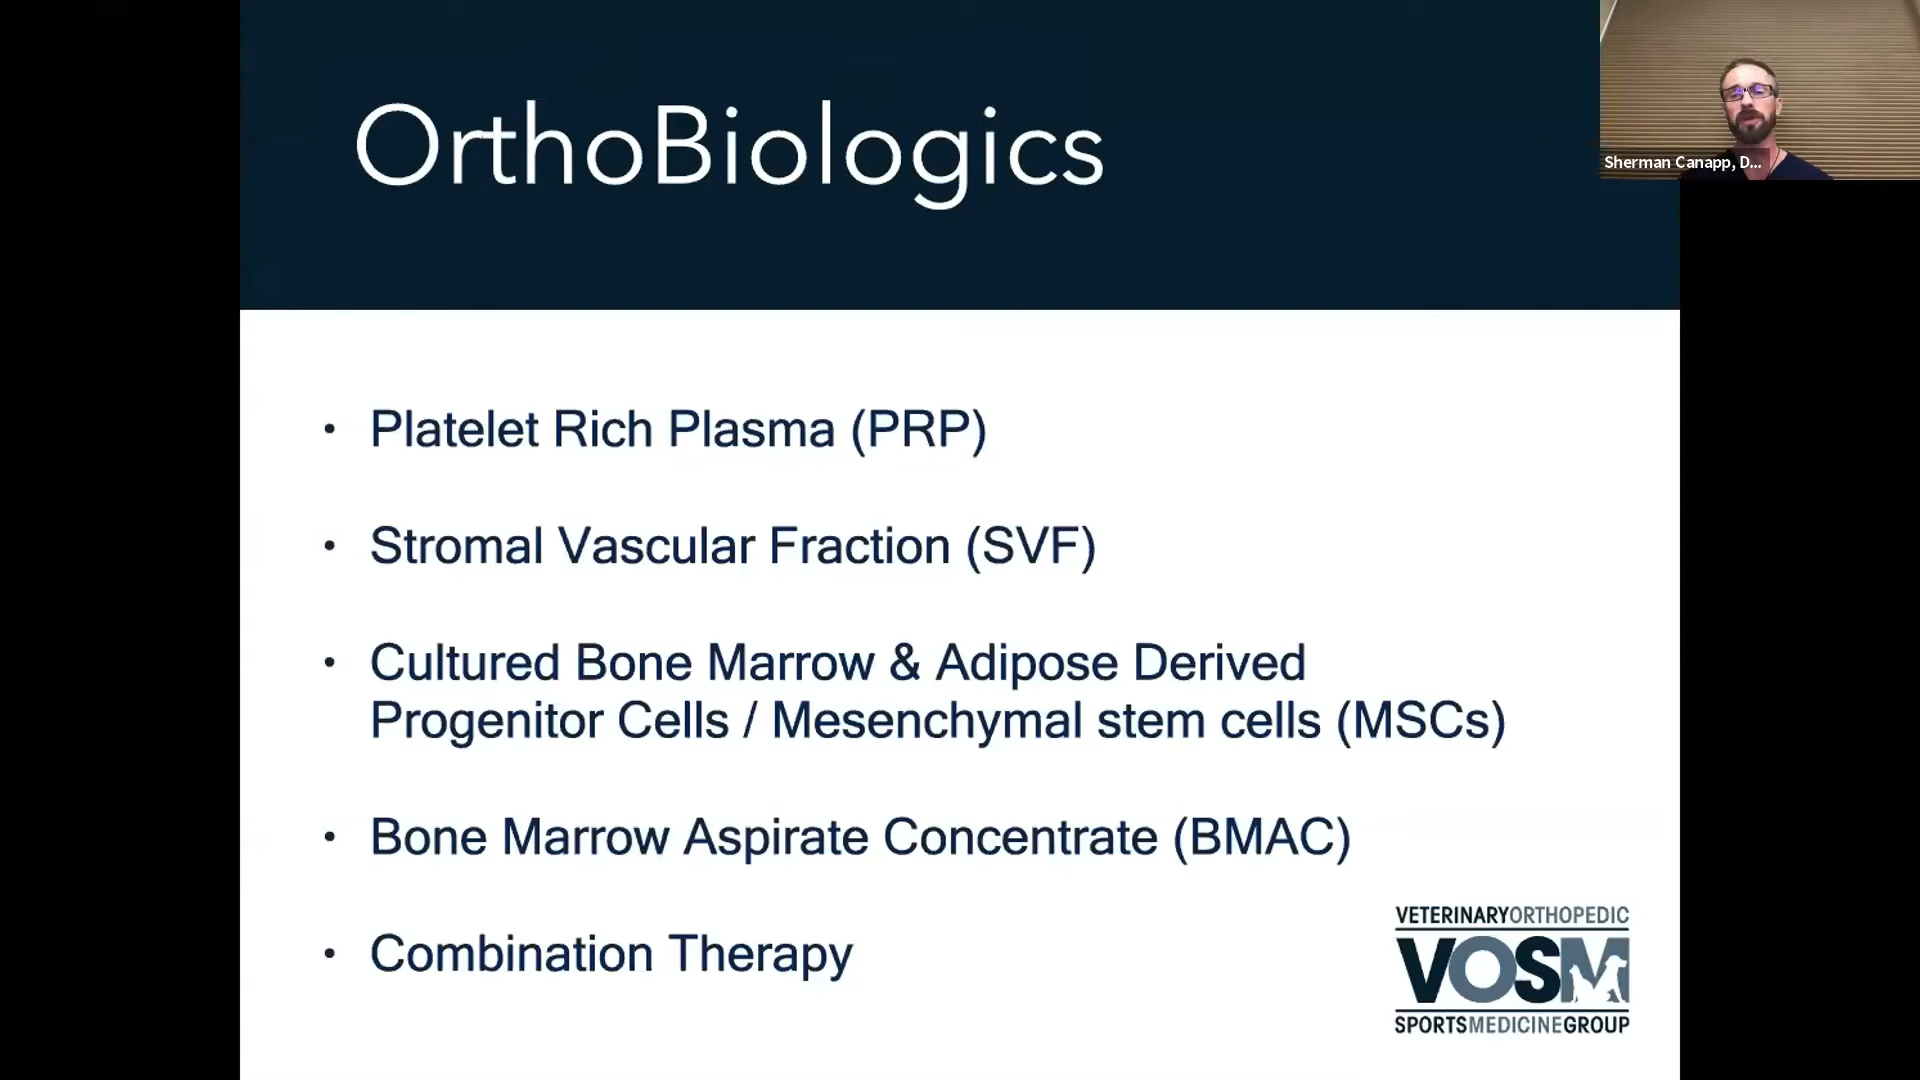 OrthoBiologics
Sherman Canapp, D...
• Platelet Rich Plasma (PRP)
• Stromal Vascular Fraction (SVF)
• Cultured Bone Marrow & Adipose Derived
Progenitor Cells / Mesenchymal stem cells (MSCs)
• Bone Marrow Aspirate Concentrate (BMAC)
• Combination Therapy
VETERINARYORTHOPEDIC
VOSM
SPORTSMEDICINEGROUP